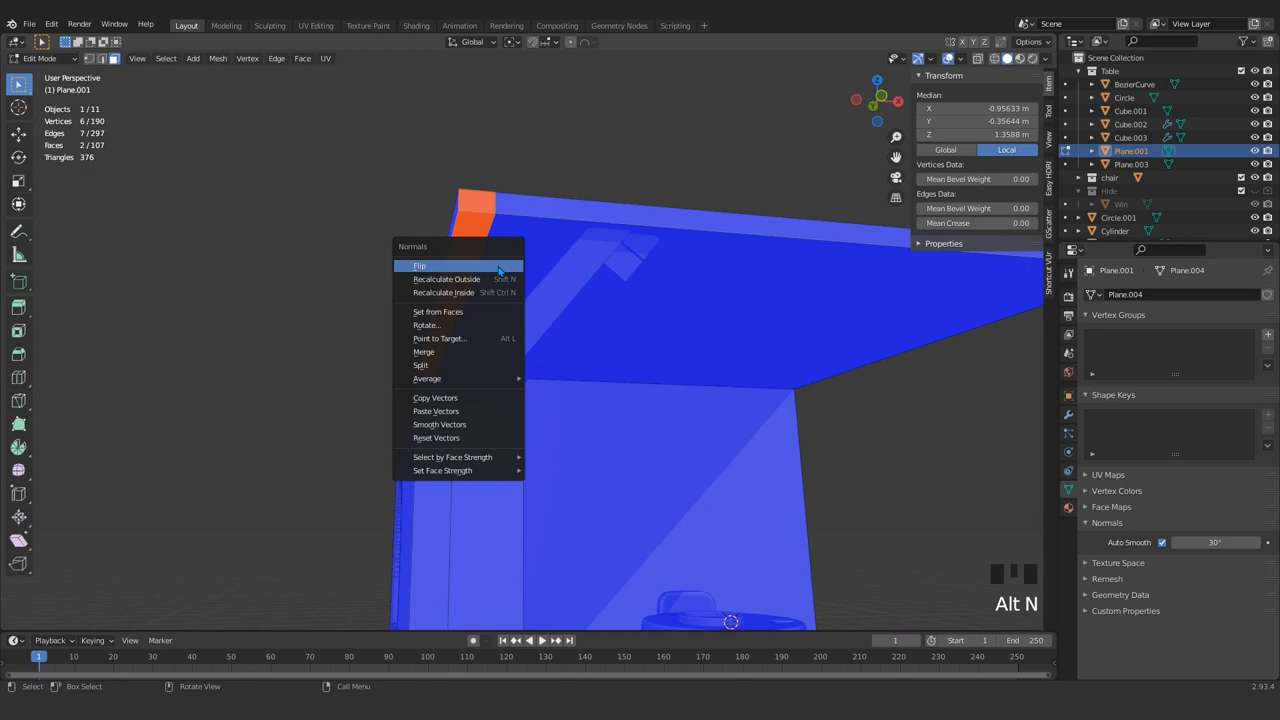 File Edit Render Window Help Layout Modeling Sculpting UV Editing Texture Paint Shading Animation Rendering Compositing Geometry Nodes Scripting Scene View Layer
Global Options
Edit Mode View Select Add Mesh Vertex Edge Face UV
User Perspective
(1) Plane.001
Objects 1/11
Vertices 6/190
Edges 7/297
Faces 2/107
Triangles 376
Normals
Flip
Recalculate Outside Shift N
Recalculate Inside Shift Ctrl N
Set from Faces
Rotate...
Point to Target... Alt L
Merge
Split
Average
Copy Vectors
Paste Vectors
Smooth Vectors
Reset Vectors
Select by Face Strength
Set Face Strength
Z
X
Y
Transform
Median:
X -0.95633 m
Y -0.35644 m
Z 1.3588 m
Global Local
Vertices Data:
Mean Bevel Weight 0.00
Edges Data:
Mean Bevel Weight 0.00
Mean Crease 0.00
Properties
Item
Tool
View
Easy HDRI
GScatter
Shortcut VUr
Alt N
Scene Collection
Table
BezierCurve
Circle
Cube.001
Cube.002
Cube.003
Plane.001
Plane.003
chair
Hide
Win
Circle.001
Cylinder
Plane.001 Plane.004
Plane.004
Vertex Groups
Shape Keys
UV Maps
Vertex Colors
Face Maps
Normals
Auto Smooth 30°
Texture Space
Remesh
Geometry Data
Custom Properties
Playback Keying View Marker 1 Start 1 End 250
1 10 20 30 40 50 60 70 80 90 100 110 120 130 140 150 160 170 180 190 200 210 220 230 240 250
Select Box Select Rotate View Call Menu 2.93.4